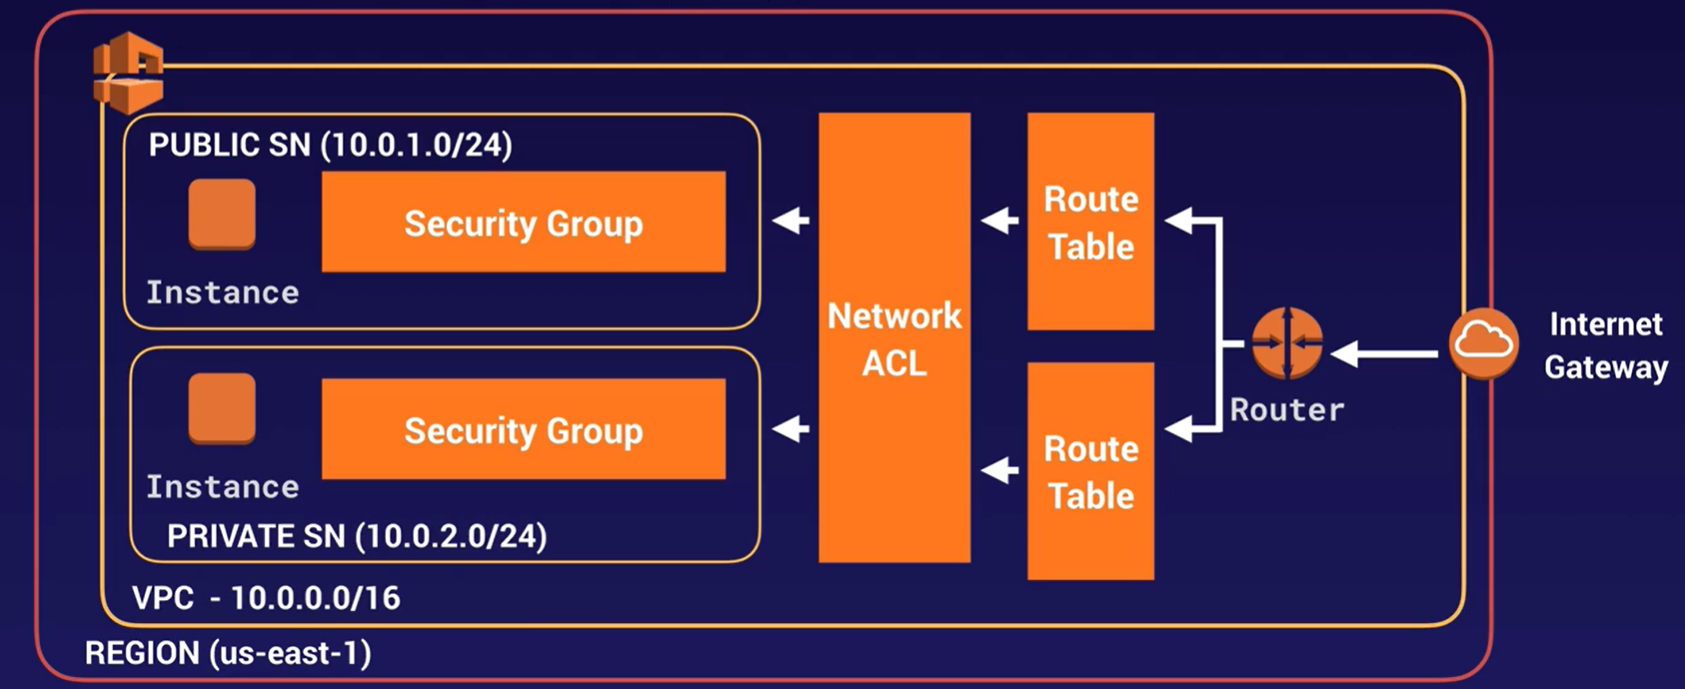 PUBLIC SN (10.0.1.0/24)
Security Group
Instance
Security Group
Instance
PRIVATE SN (10.0.2.0/24)
VPC - 10.0.0.0/16
REGION (us-east-1)
Network
ACL
Route
Table
Route
Table
Router
Internet
Gateway